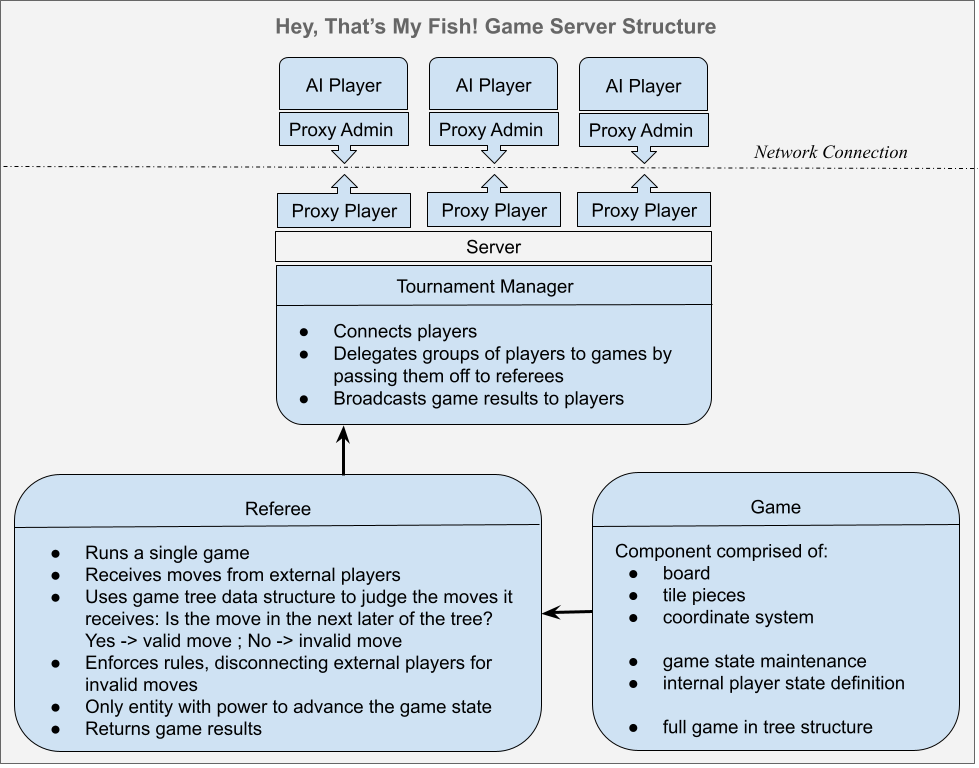 Hey, That's My Fish! Game Server Structure
AI Player
AI Player
AI Player
Proxy Admin
Proxy Admin
Proxy Admin
Network Connection
Proxy Player
Proxy Player
Proxy Player
Server
Tournament Manager
● Connects players
● Delegates groups of players to games by
passing them off to referees
● Broadcasts game results to players
Referee
● Runs a single game
● Receives moves from external players
● Uses game tree data structure to judge the moves it
receives: Is the move in the next later of the tree?
Yes -> valid move ; No -> invalid move
● Enforces rules, disconnecting external players for
invalid moves
● Only entity with power to advance the game state
● Returns game results
Game
Component comprised of:
● board
● tile pieces
● coordinate system
● game state maintenance
● internal player state definition
● full game in tree structure